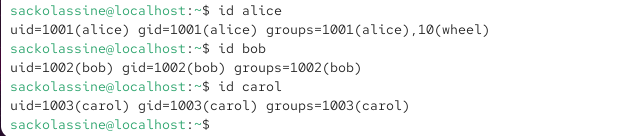 sackolassine@localhost:~$ id alice
uid=1001(alice) gid=1001(alice) groups=1001(alice),10(wheel)
sackolassine@localhost:~$ id bob
uid=1002(bob) gid=1002(bob) groups=1002(bob)
sackolassine@localhost:~$ id carol
uid=1003(carol) gid=1003(carol) groups=1003(carol)
sackolassine@localhost:~$